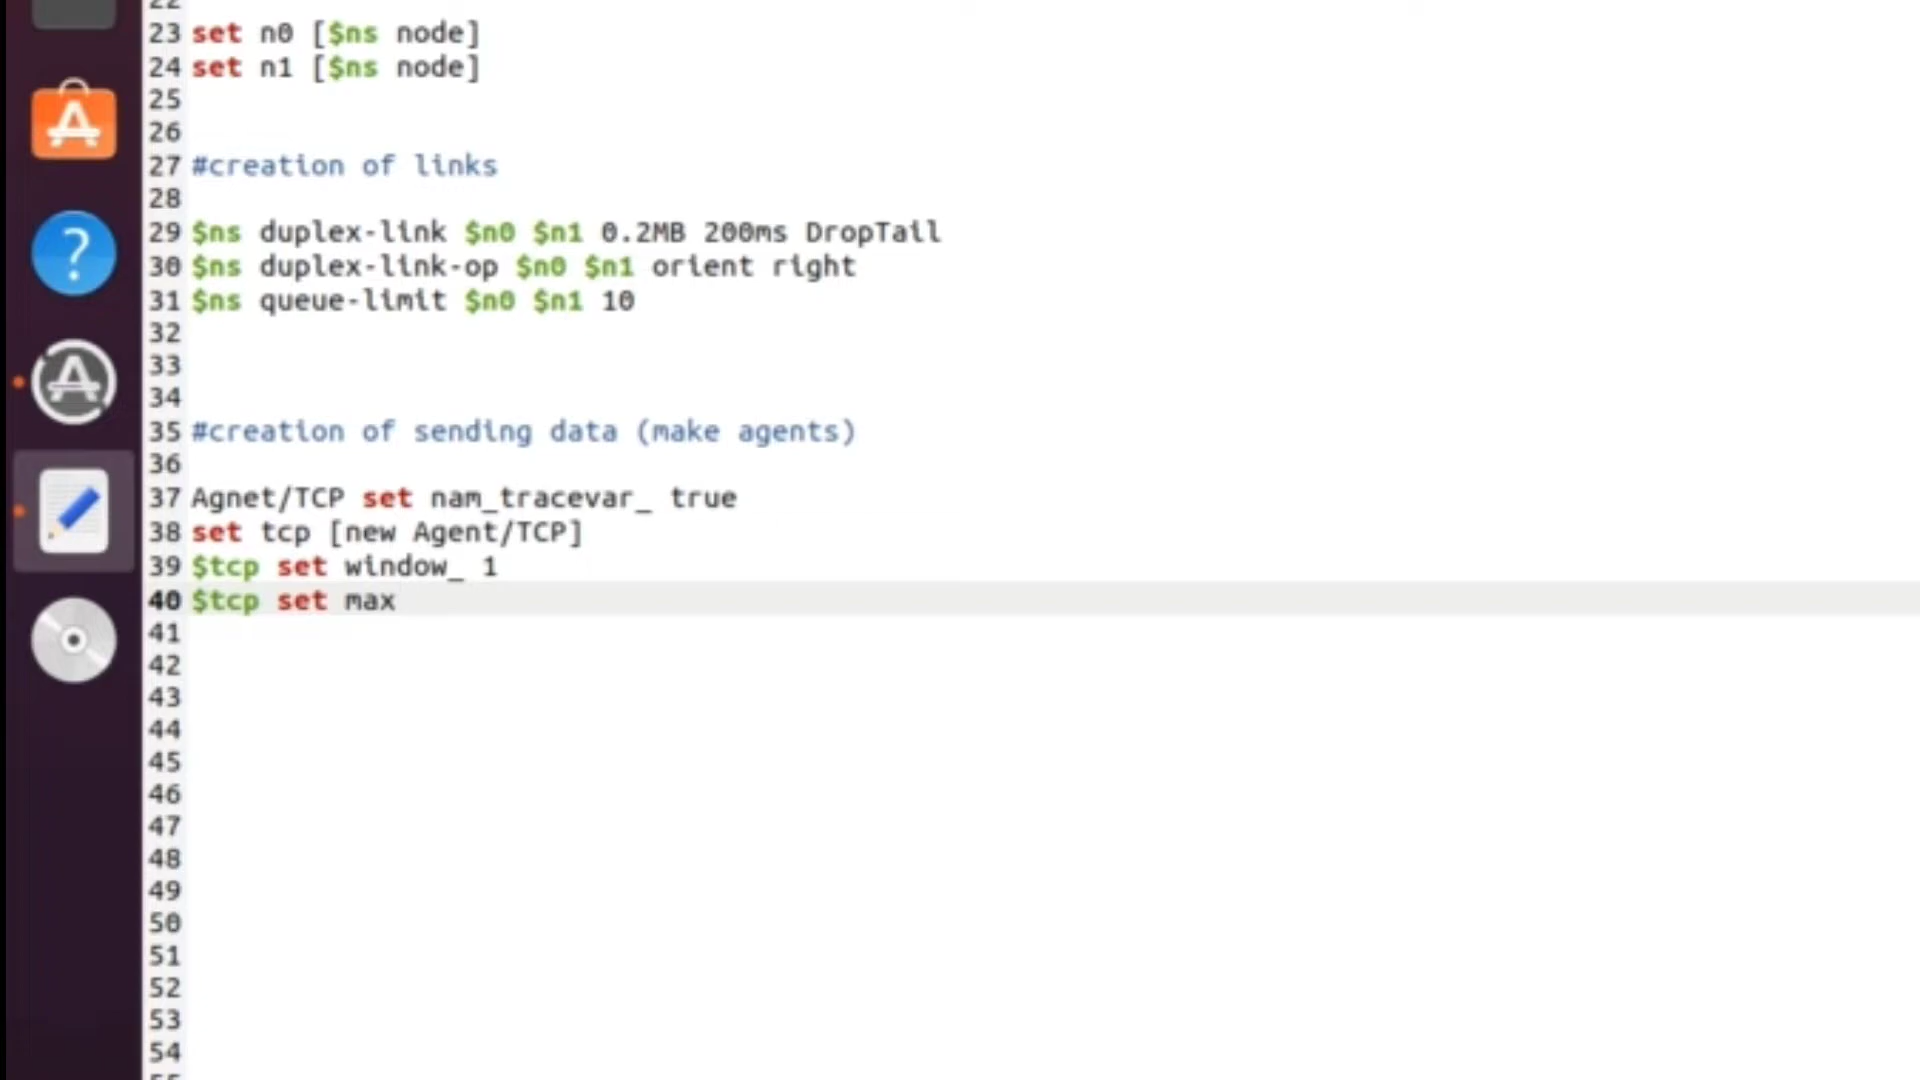 22
23 set n0 [$ns node]
24 set n1 [$ns node]
25
26
27 #creation of links
28
29 $ns duplex-link $n0 $n1 0.2MB 200ms DropTail
30 $ns duplex-link-op $n0 $n1 orient right
31 $ns queue-limit $n0 $n1 10
32
33
34
35 #creation of sending data (make agents)
36
37 Agnet/TCP set nam_tracevar_ true
38 set tcp [new Agent/TCP]
39 $tcp set window_ 1
40 $tcp set max
41
42
43
44
45
46
47
48
49
50
51
52
53
54
55